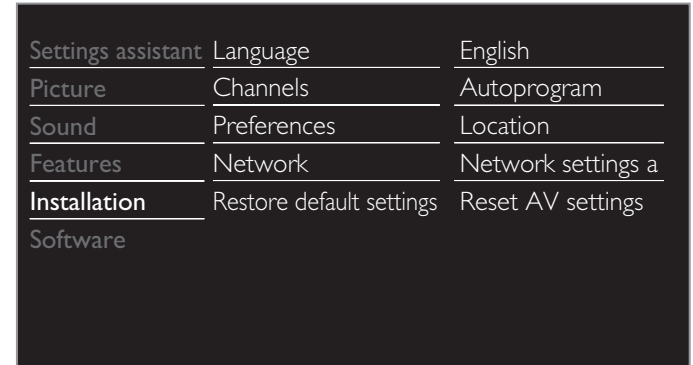 Settings assistant Language English
Picture Channels Autoprogram
Sound Preferences Location
Features Network Network settings a
Installation Restore default settings Reset AV settings
Software